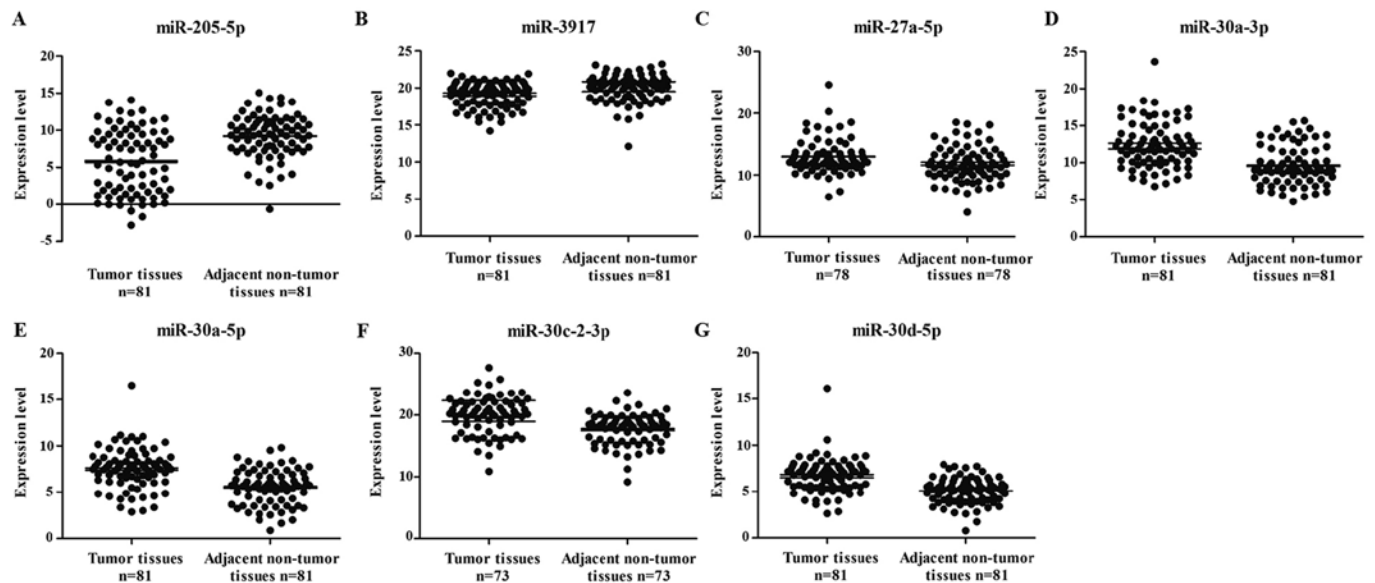 A
miR-205-5p
Expression level
20
15
10
5
0
-5
Tumor tissues
n=81
Adjacent non-tumor
tissues n=81
B
miR-3917
Expression level
25
20
15
10
5
0
Tumor tissues
n=81
Adjacent non-tumor
tissues n=81
C
miR-27a-5p
Expression level
30
20
10
0
Tumor tissues
n=78
Adjacent non-tumor
tissues n=78
D
miR-30a-3p
Expression level
25
20
15
10
5
0
Tumor tissues
n=81
Adjacent non-tumor
tissues n=81
E
miR-30a-5p
Expression level
20
15
10
5
0
Tumor tissues
n=81
Adjacent non-tumor
tissues n=81
F
miR-30c-2-3p
Expression level
30
20
10
0
Tumor tissues
n=73
Adjacent non-tumor
tissues n=73
G
miR-30d-5p
Expression level
20
15
10
5
0
Tumor tissues
n=81
Adjacent non-tumor
tissues n=81